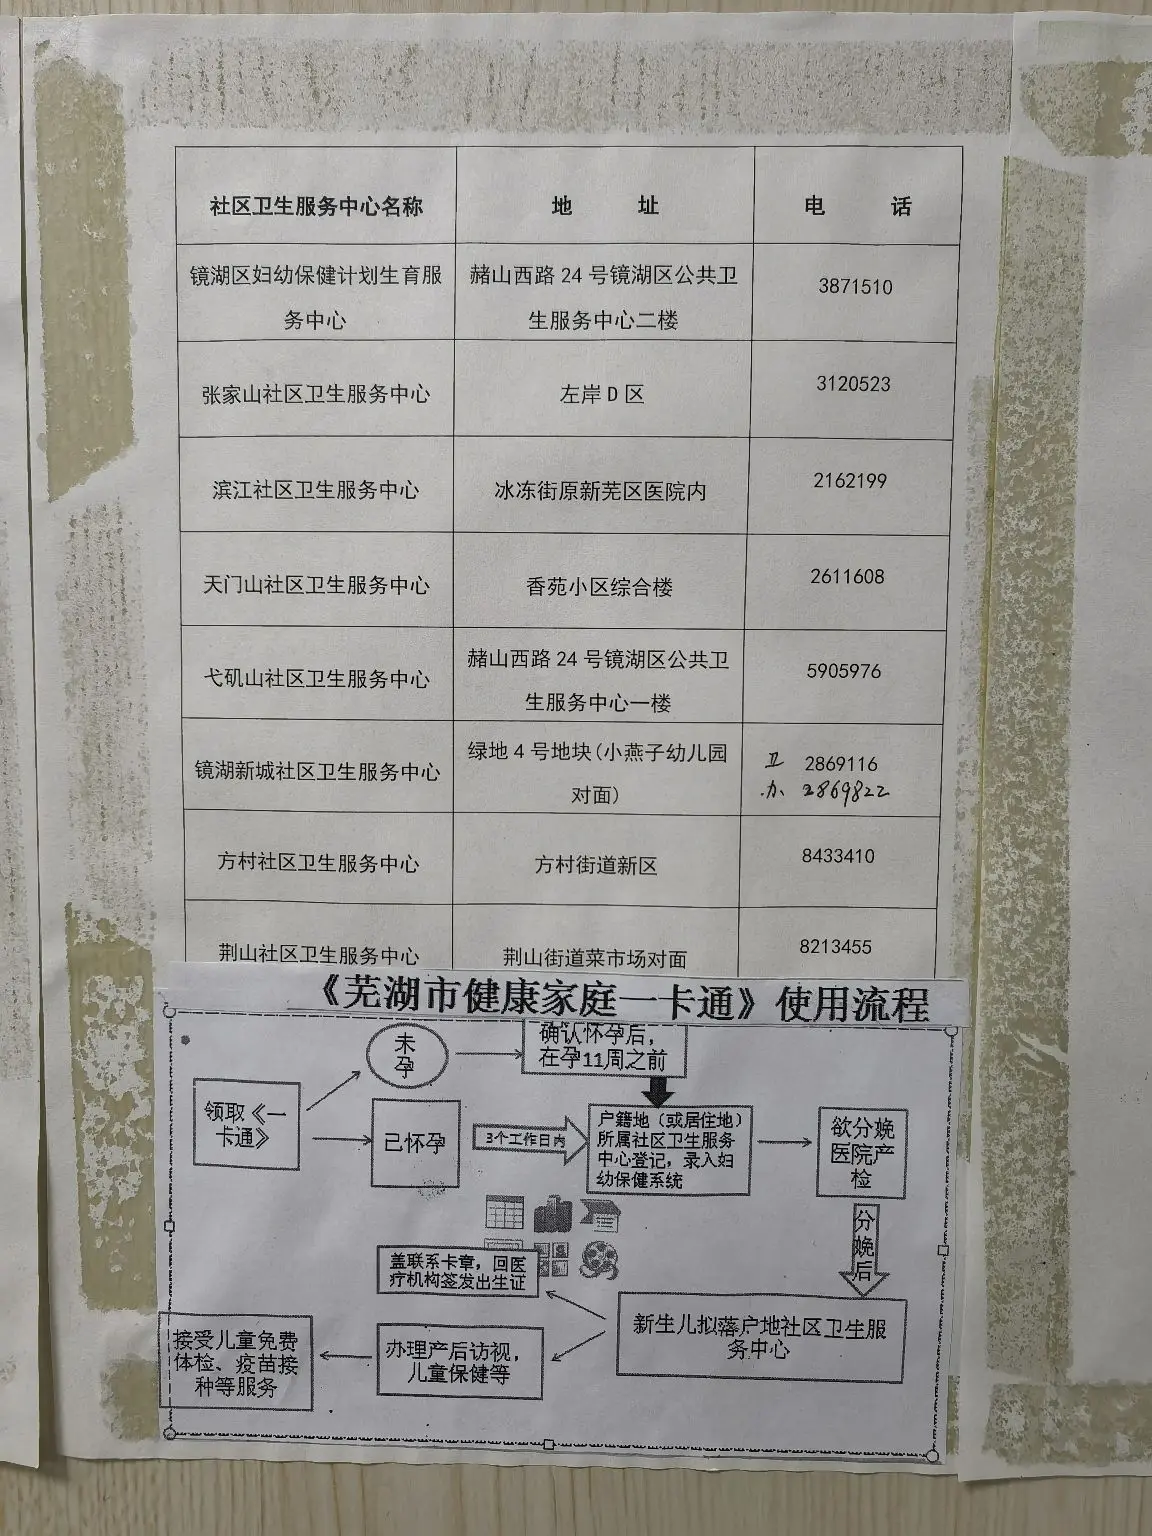 社区卫生服务中心名称
地 址
电 话
镜湖区妇幼保健计划生育服
务中心
赭山西路24号镜湖区公共卫
生服务中心二楼
3871510
张家山社区卫生服务中心
左岸D区
3120523
滨江社区卫生服务中心
冰冻街原新芜区医院内
2162199
天门山社区卫生服务中心
香苑小区综合楼
2611608
弋矶山社区卫生服务中心
赭山西路24号镜湖区公共卫
生服务中心一楼
5905976
镜湖新城社区卫生服务中心
绿地4号地块(小燕子幼儿园
对面)
卫 2869116
办 2869822
方村社区卫生服务中心
方村街道新区
8433410
荆山社区卫生服务中心
荆山街道菜市场对面
8213455
《芜湖市健康家庭一卡通》使用流程
领取《一
卡通》
未
孕
确认怀孕后，
在孕11周之前
已怀孕
3个工作日内
户籍地（或居住地）
所属社区卫生服务
中心登记，录入妇
幼保健系统
欲分娩
医院产
检
分
娩
后
新生儿拟落户地社区卫生服
务中心
盖联系卡章，回医
疗机构签发出生证
办理产后访视，
儿童保健等
接受儿童免费
体检、疫苗接
种等服务